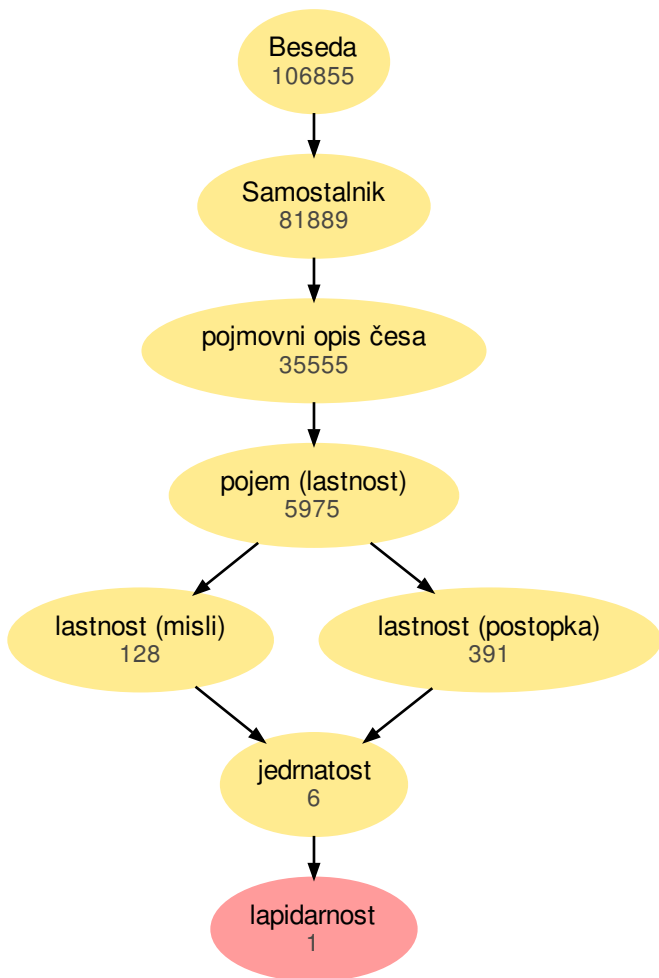 Beseda
106855
Samostalnik
81889
pojmovni opis česa
35555
pojem (lastnost)
5975
lastnost (misli)
128
lastnost (postopka)
391
jedrnatost
6
lapidarnost
1